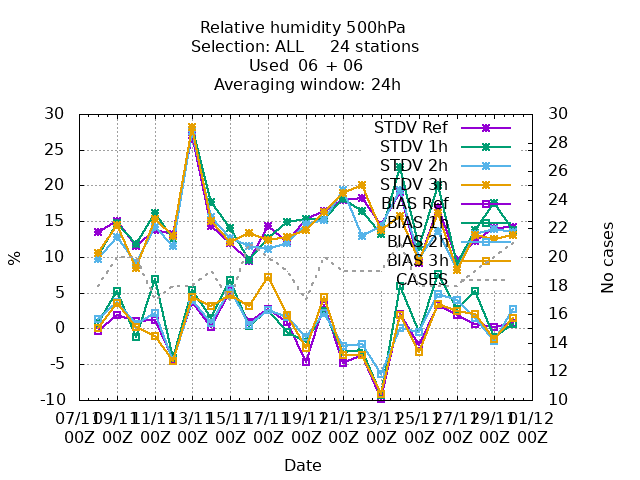 Relative humidity 500hPa
Selection: ALL 24 stations
Used 06 + 06
Averaging window: 24h
30 30
25 28
20 26
15 24
10 22
5 20
0 18
-5 16
-10 14
12
10
%
No cases
STDV Ref
STDV 1h
STDV 2h
STDV 3h
BIAS Ref
BIAS 1h
BIAS 2h
BIAS 3h
CASES
07/11 09/11 11/11 13/11 15/11 17/11 19/11 21/11 23/11 25/11 27/11 29/11 01/12
00Z 00Z 00Z 00Z 00Z 00Z 00Z 00Z 00Z 00Z 00Z 00Z 00Z
Date